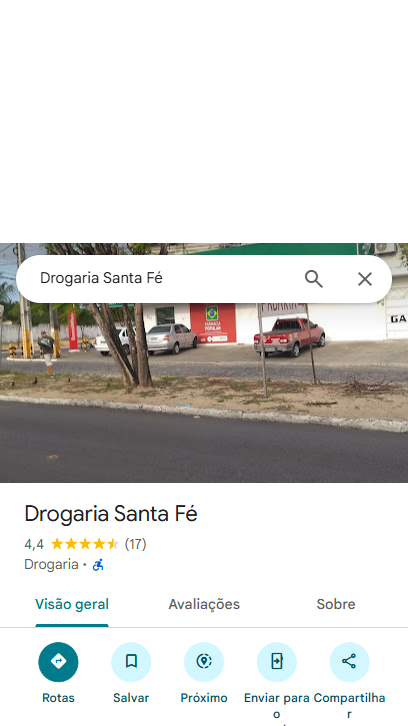 Drogaria Santa Fé
FARMÁCIA
POPULAR
GA
Drogaria Santa Fé
4,4 (17)
Drogaria •
Visão geral
Avaliações
Sobre
Rotas
Salvar
Próximo
Enviar para
o
Compartilha
r